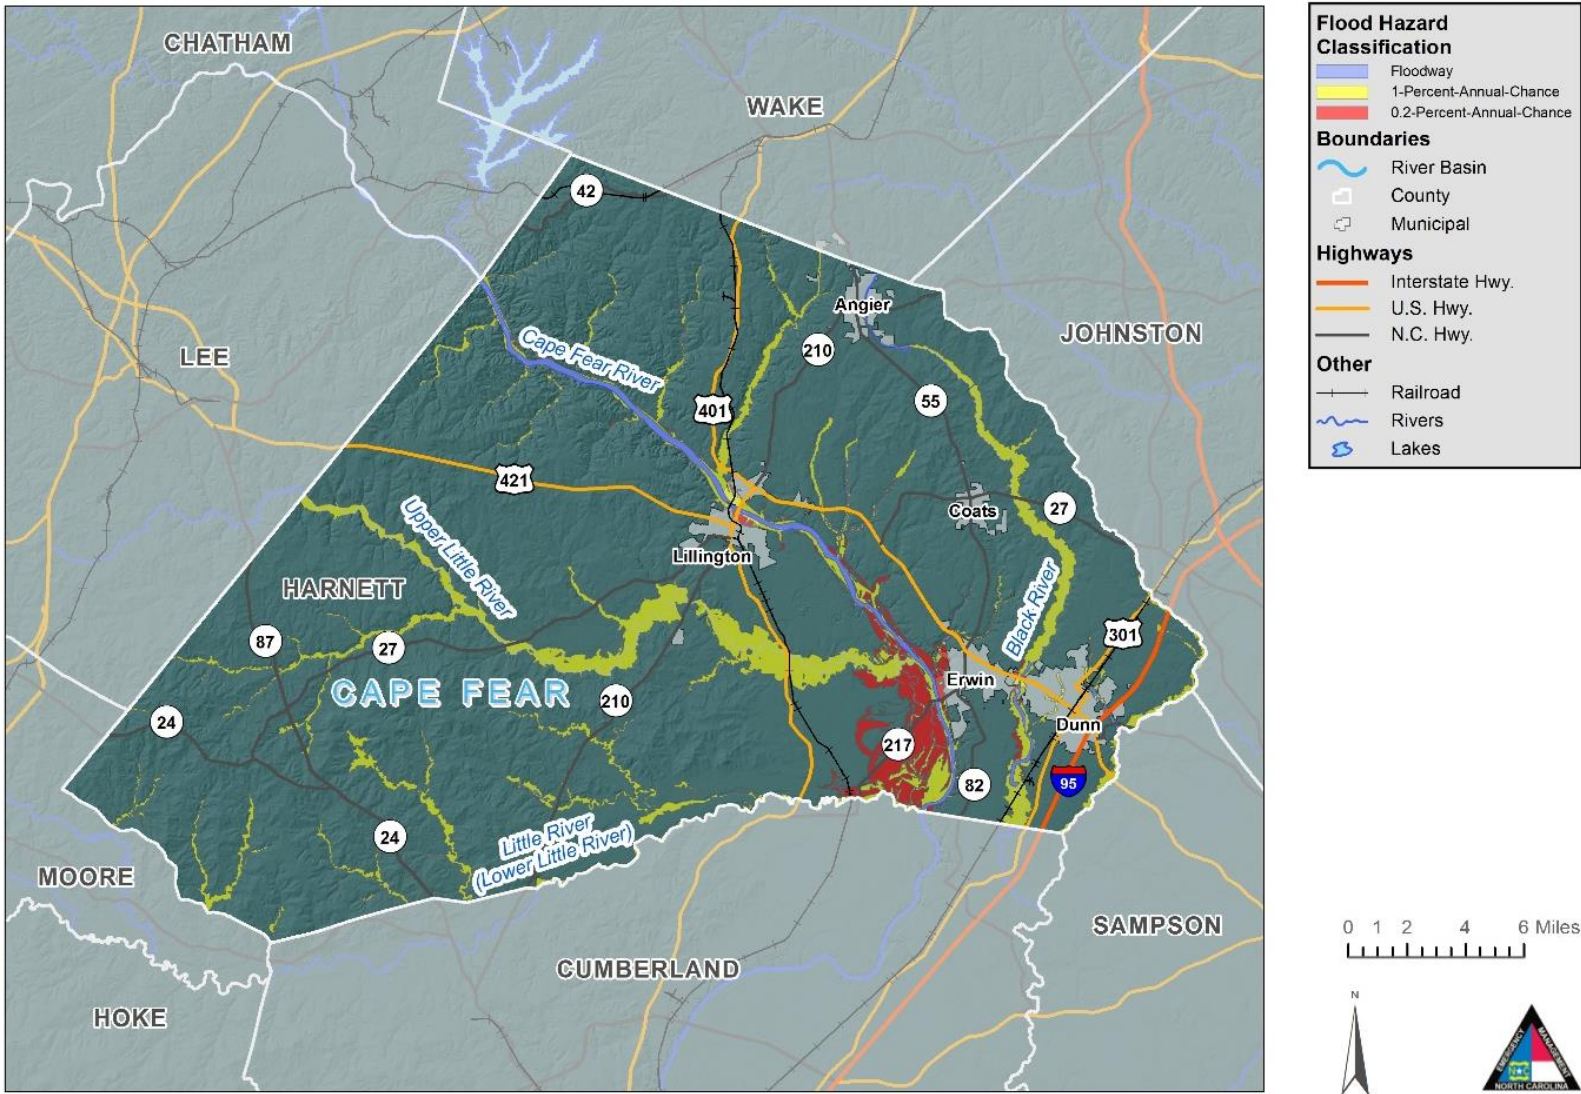 CHATHAM
WAKE
42
Angier
JOHNSTON
LEE
Cape Fear River
210
401
55
421
Coats
27
Upper Little River
Lillington
HARNETT
Black River
87
27
301
CAPE FEAR
Erwin
210
24
Dunn
217
82
95
24
Little River
(Lower Little River)
MOORE
SAMPSON
CUMBERLAND
HOKE
Flood Hazard
Classification
Floodway
1-Percent-Annual-Chance
0.2-Percent-Annual-Chance
Boundaries
River Basin
County
Municipal
Highways
Interstate Hwy.
U.S. Hwy.
N.C. Hwy.
Other
Railroad
Rivers
Lakes
0 1 2 4 6 Miles
N
EMERGENCY
MANAGEMENT
N C
NORTH CAROLINA